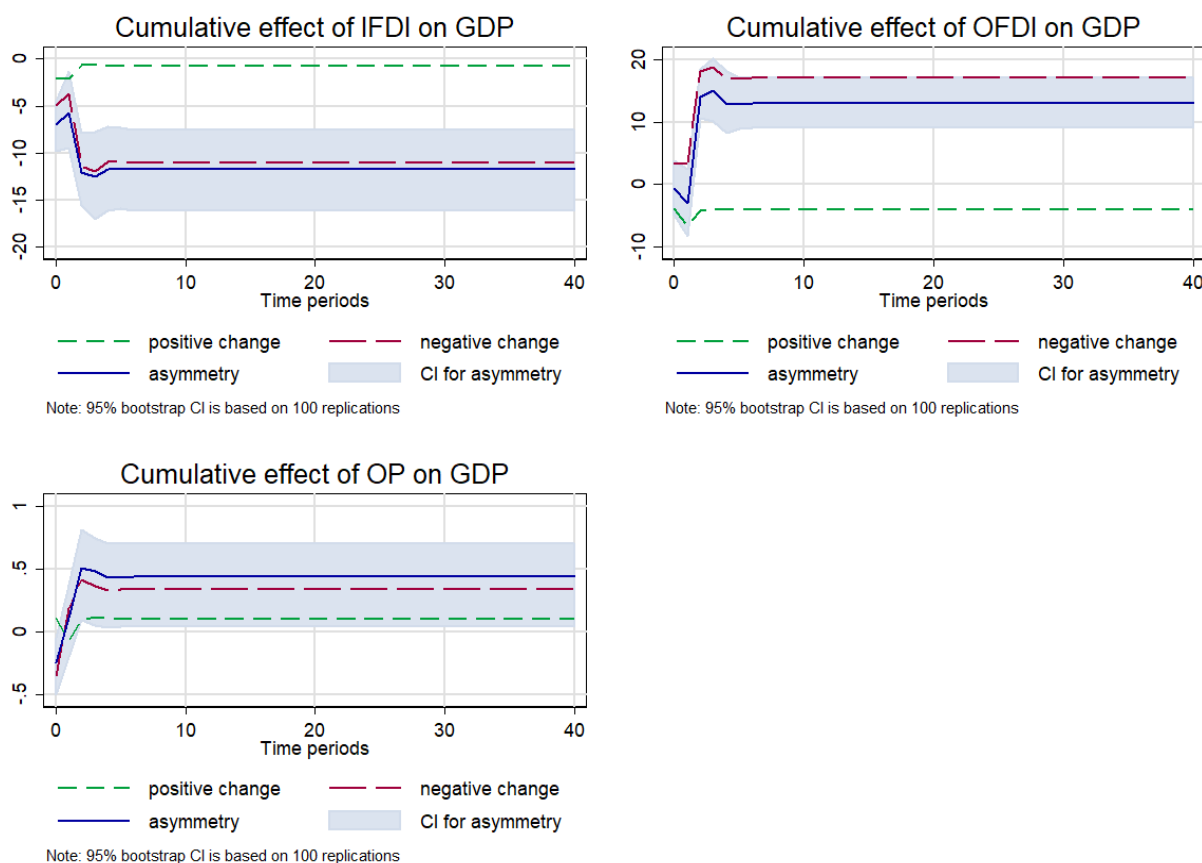 Cumulative effect of IFDI on GDP
0
-5
-10
-15
-20
0 10 20 30 40
Time periods
positive change negative change
asymmetry CI for asymmetry
Note: 95% bootstrap CI is based on 100 replications
Cumulative effect of OFDI on GDP
20
10
0
-10
0 10 20 30 40
Time periods
positive change negative change
asymmetry CI for asymmetry
Note: 95% bootstrap CI is based on 100 replications
Cumulative effect of OP on GDP
1
.5
0
-.5
0 10 20 30 40
Time periods
positive change negative change
asymmetry CI for asymmetry
Note: 95% bootstrap CI is based on 100 replications